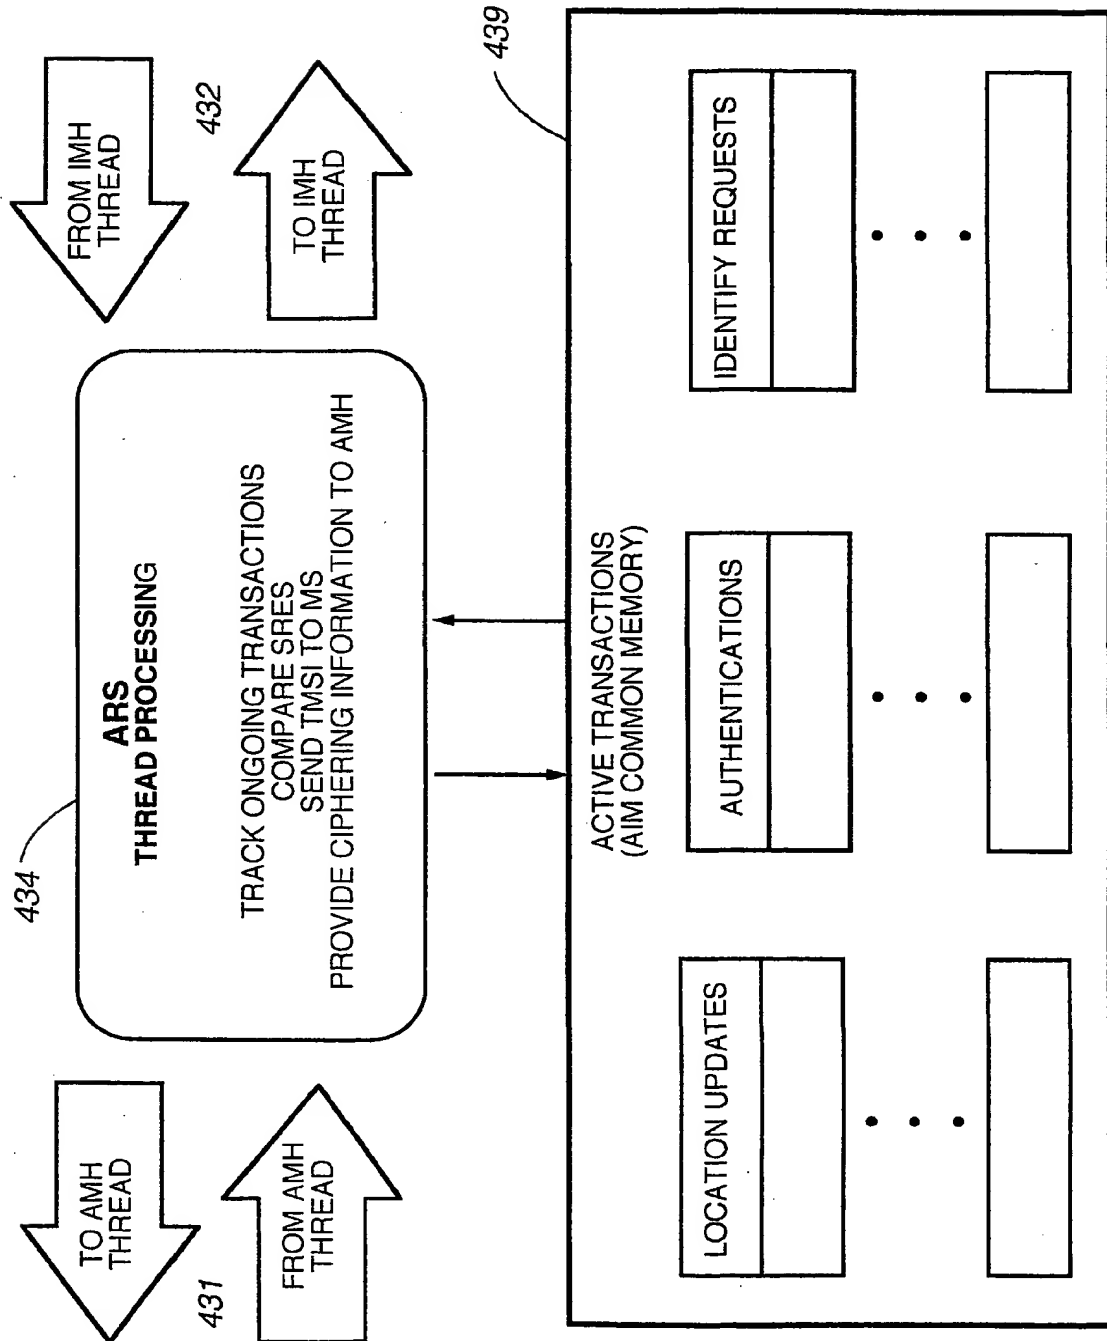 TO AMH
THREAD
431
FROM AMH
THREAD
434
ARS
THREAD PROCESSING
TRACK ONGOING TRANSACTIONS
COMPARE SRES
SEND TMSI TO MS
PROVIDE CIPHERING INFORMATION TO AMH
FROM IMH
THREAD
432
TO IMH
THREAD
439
ACTIVE TRANSACTIONS
(AIM COMMON MEMORY)
LOCATION UPDATES
AUTHENTICATIONS
IDENTIFY REQUESTS